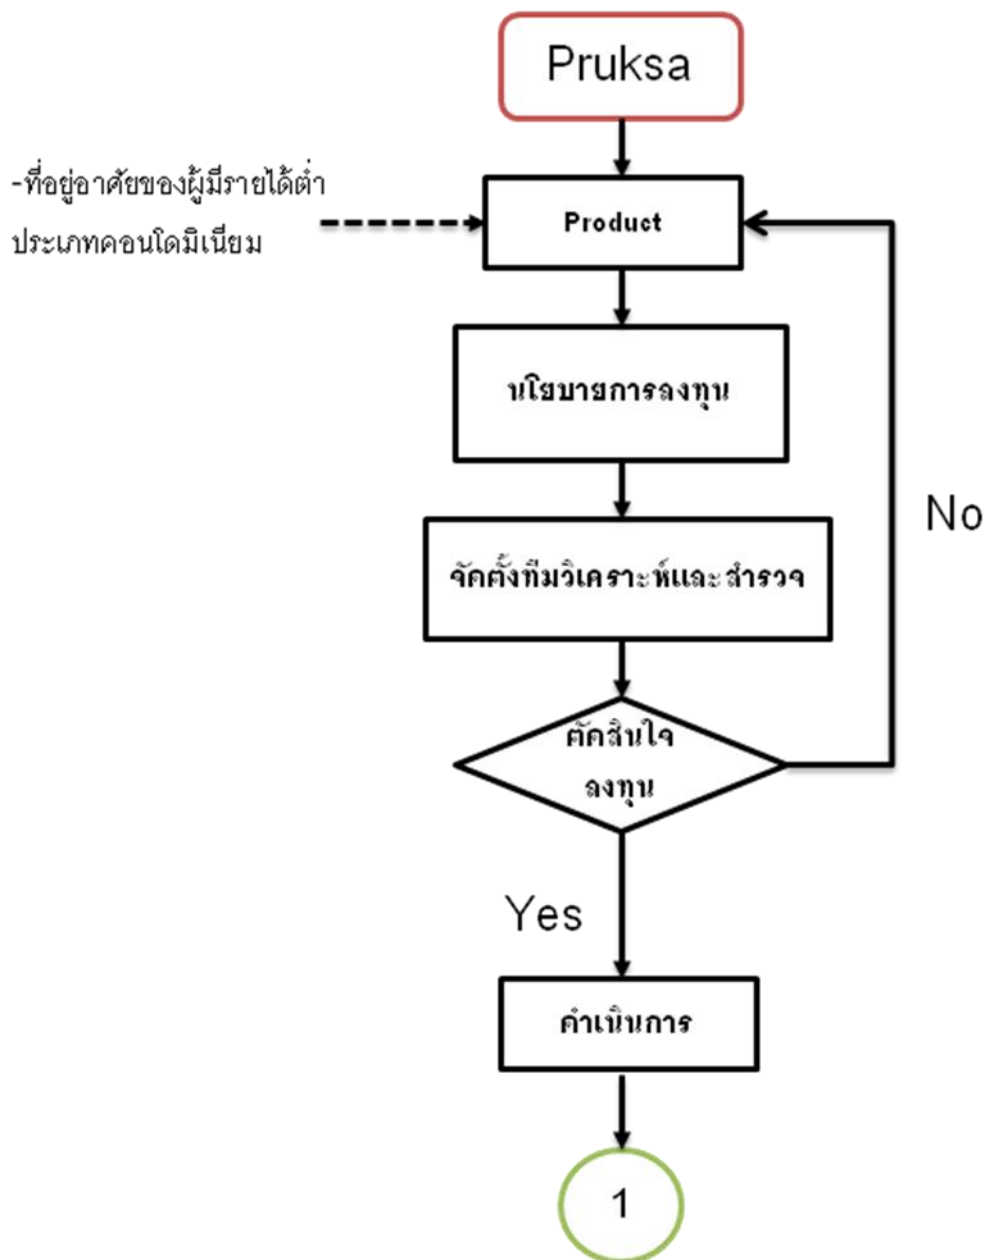 Pruksa
-ที่อยู่อาศัยของผู้มีรายได้ต่ำ
ประเภทคอนโดมิเนียม
Product
นโยบายการลงทุน
จัดตั้งทีมวิเคราะห์และสำรวจ
No
ตัดสินใจ
ลงทุน
Yes
ดำเนินการ
1